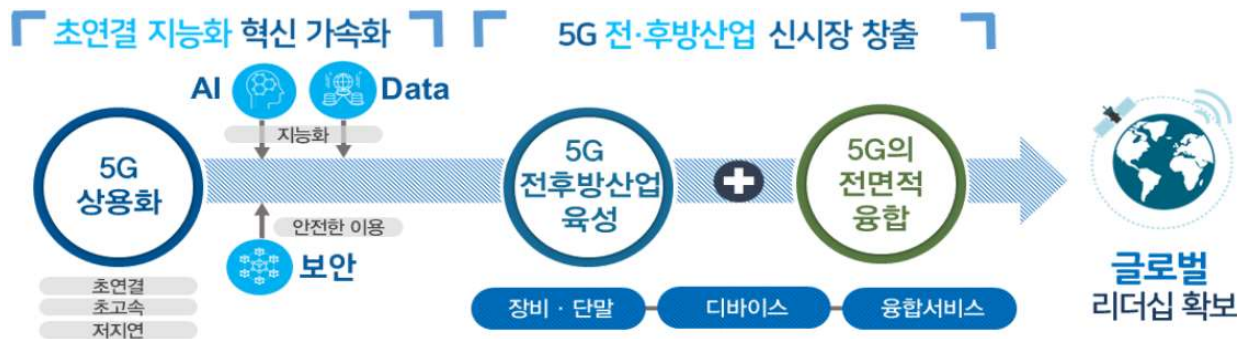 초연결 지능화 혁신 가속화
5G 전·후방산업 신시장 창출
AI
Data
지능화
5G
상용화
안전한 이용
보안
초연결
초고속
저지연
5G
전후방산업
육성
5G의
전면적
융합
장비·단말
디바이스
융합서비스
글로벌
리더십 확보